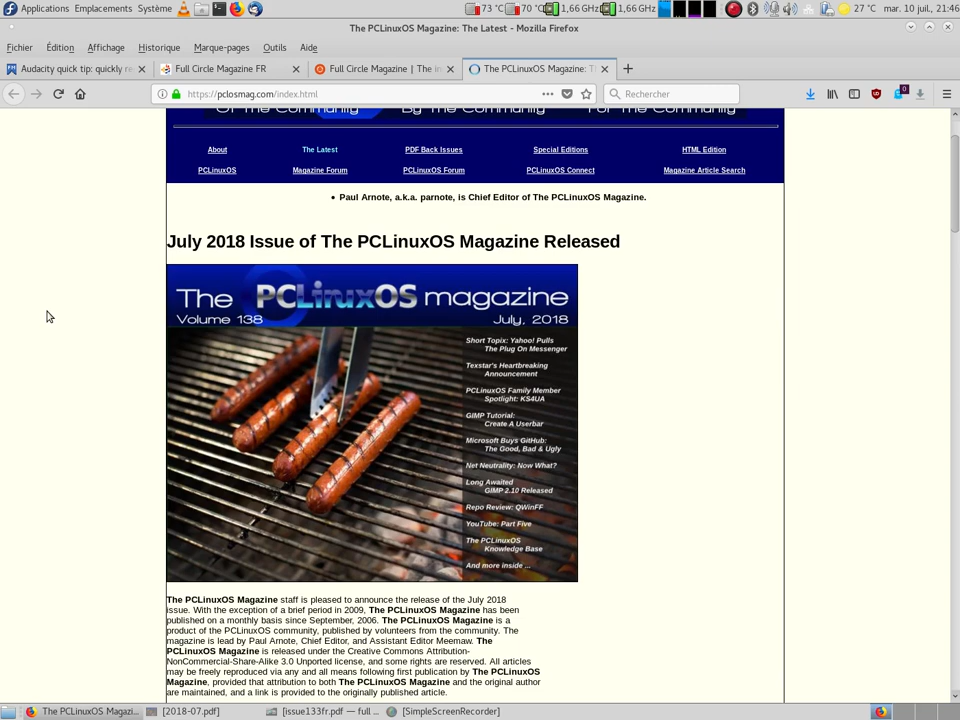 Applications Emplacements Système 73 °C 70 °C 1,66 GHz 1,66 GHz 27 °C mar. 10 juil., 21:46
The PCLinuxOS Magazine: The Latest - Mozilla Firefox
Fichier Édition Affichage Historique Marque-pages Outils Aide
Audacity quick tip: quickly re Full Circle Magazine FR Full Circle Magazine | The In The PCLinuxOS Magazine: T
https://pclosmag.com/index.html Rechercher 0
Of The Community By The Community For The Community
About The Latest PDF Back Issues Special Editions HTML Edition
PCLinuxOS Magazine Forum PCLinuxOS Forum PCLinuxOS Connect Magazine Article Search
• Paul Arnote, a.k.a. parnote, is Chief Editor of The PCLinuxOS Magazine.
July 2018 Issue of The PCLinuxOS Magazine Released
The PCLinuxOS magazine
Volume 138 July, 2018
Short Topix: Yahoo! Pulls
The Plug On Messenger
Texstar's Heartbreaking
Announcement
PCLinuxOS Family Member
Spotlight: KS4UA
GIMP Tutorial:
Create A Userbar
Microsoft Buys GitHub:
The Good, Bad & Ugly
Net Neutrality: Now What?
Long Awaited
GIMP 2.10 Released
Repo Review: QWinFF
YouTube: Part Five
The PCLinuxOS
Knowledge Base
And more inside ...
The PCLinuxOS Magazine staff is pleased to announce the release of the July 2018
issue. With the exception of a brief period in 2009, The PCLinuxOS Magazine has been
published on a monthly basis since September, 2006. The PCLinuxOS Magazine is a
product of the PCLinuxOS community, published by volunteers from the community. The
magazine is lead by Paul Arnote, Chief Editor, and Assistant Editor Meemaw. The
PCLinuxOS Magazine is released under the Creative Commons Attribution-
NonCommercial-Share-Alike 3.0 Unported license, and some rights are reserved. All articles
may be freely reproduced via any and all means following first publication by The PCLinuxOS
Magazine, provided that attribution to both The PCLinuxOS Magazine and the original author
are maintained, and a link is provided to the originally published article.
The PCLinuxOS Magazi... [2018-07.pdf] [issue133fr.pdf — full ... [SimpleScreenRecorder]